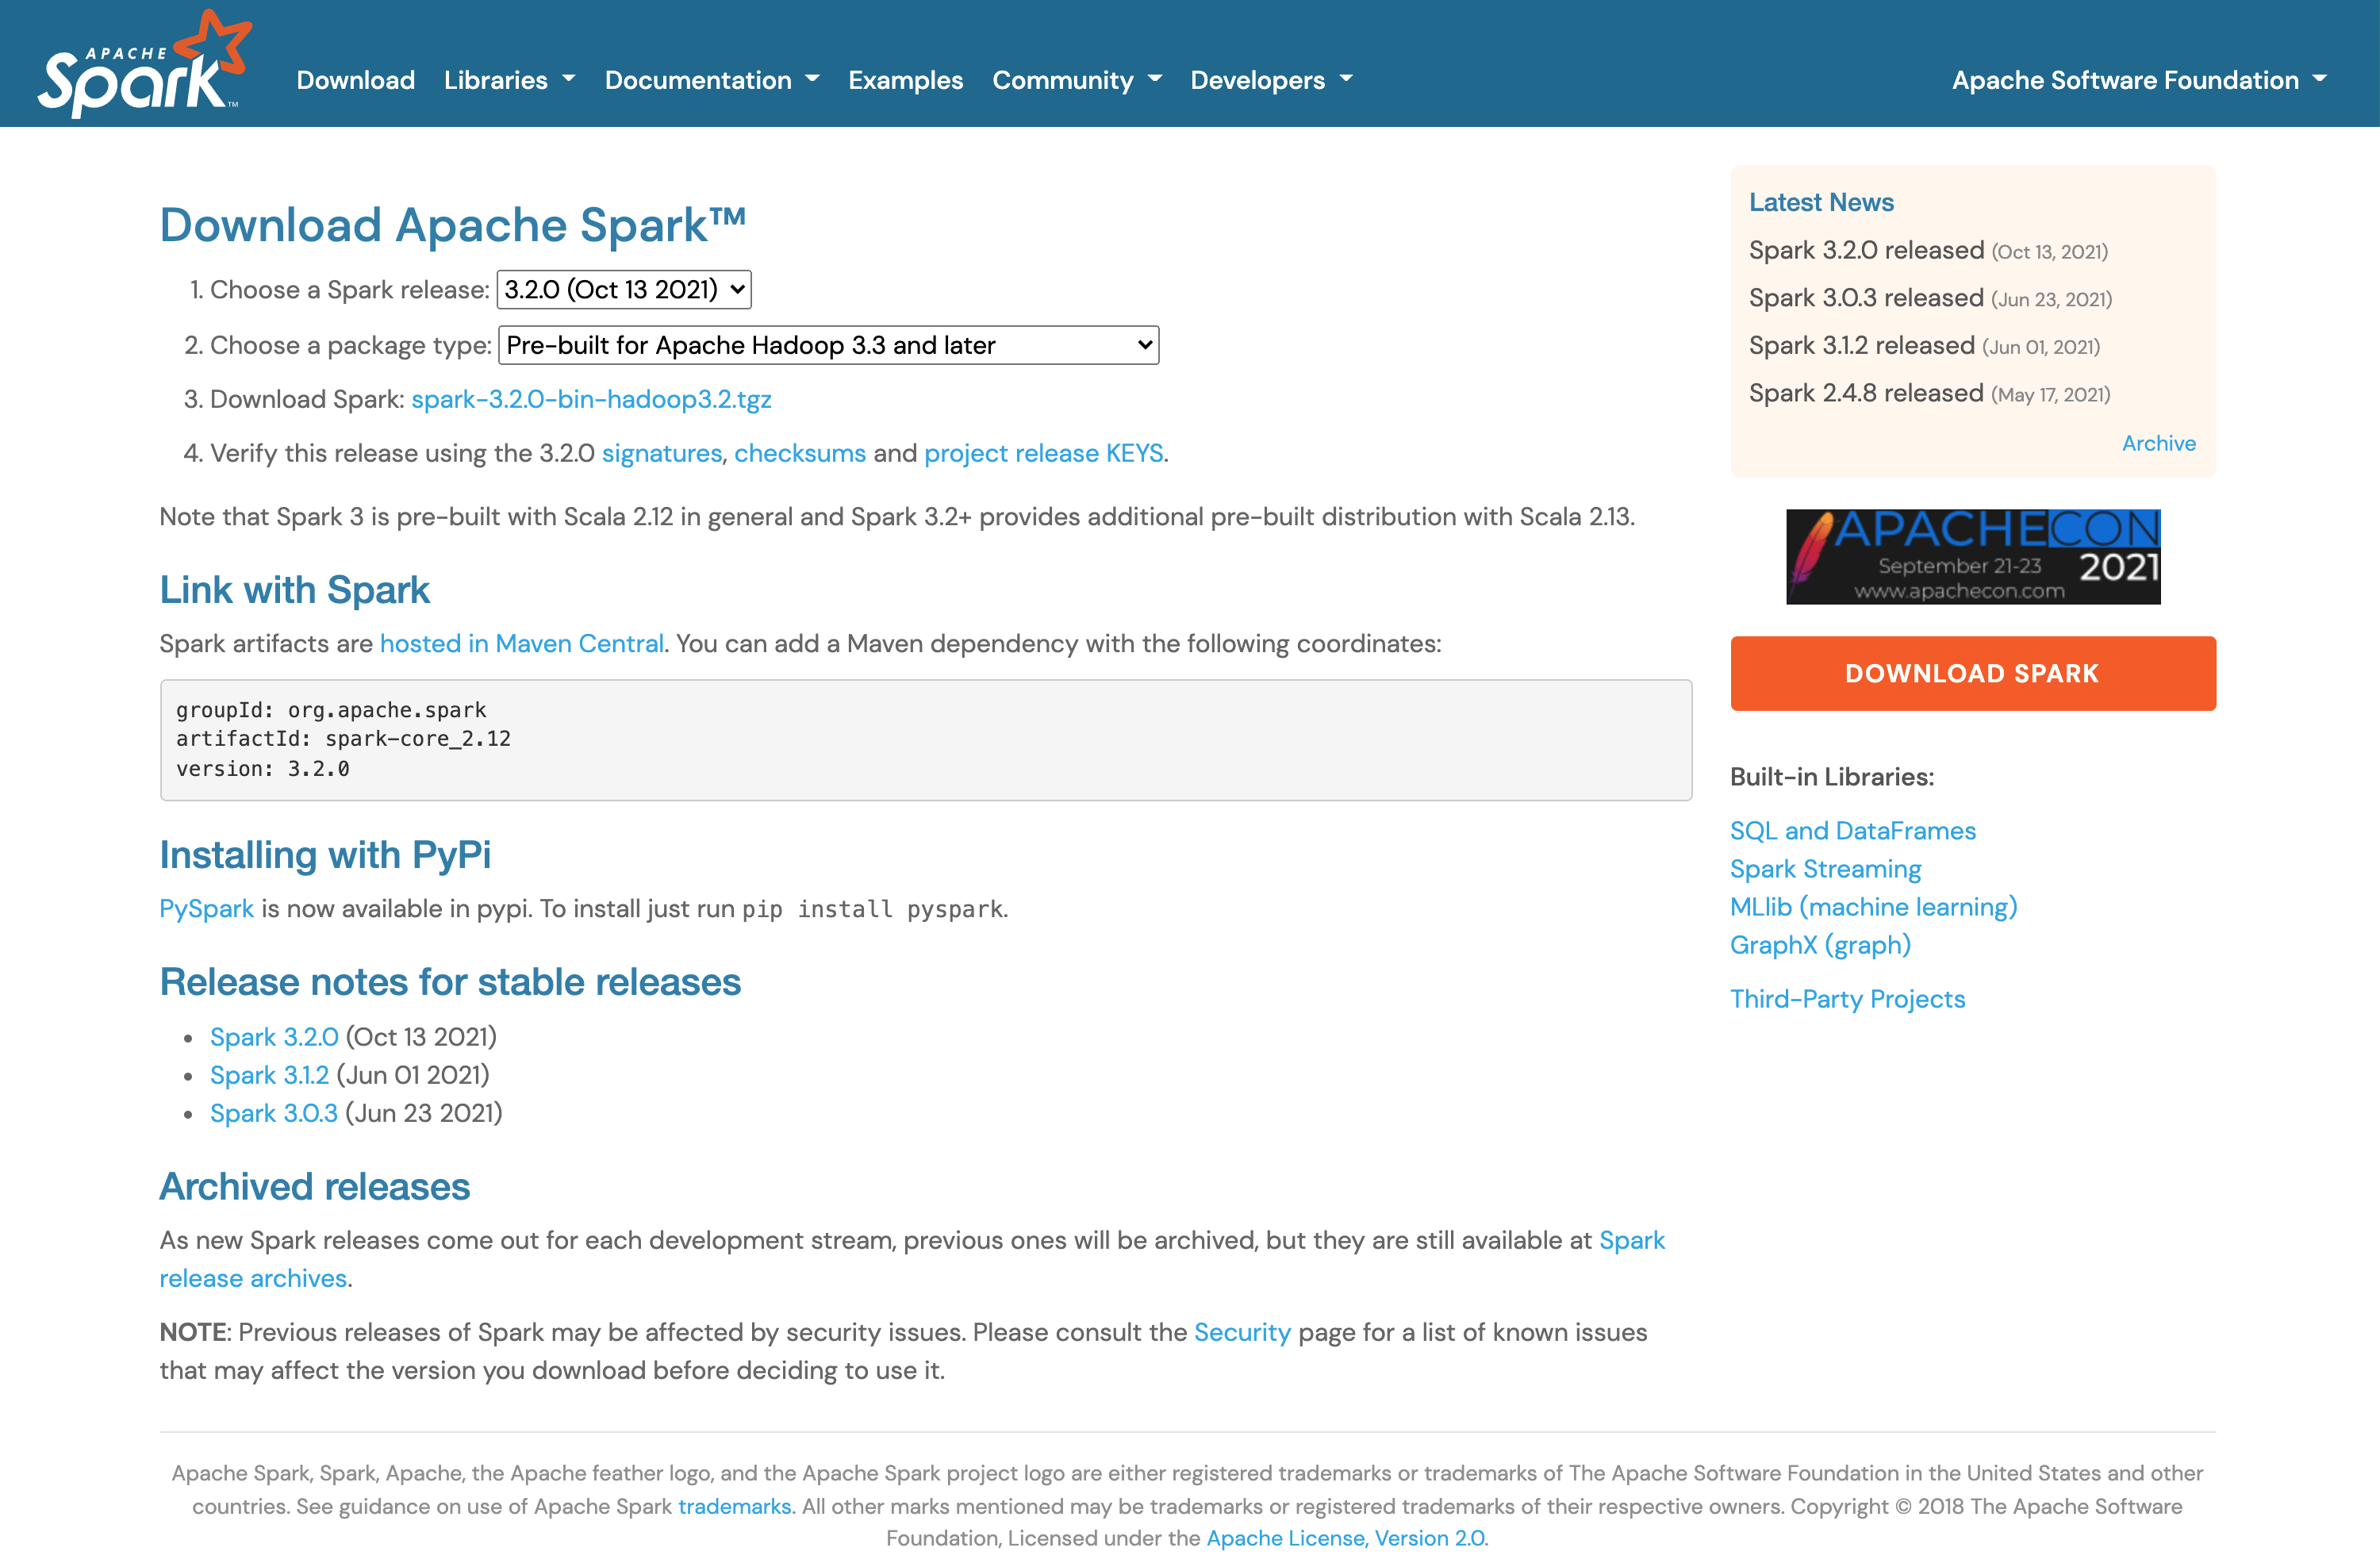 APACHE
Spark™
Download Libraries Documentation Examples Community Developers Apache Software Foundation
Download Apache Spark™
1. Choose a Spark release: 3.2.0 (Oct 13 2021)
2. Choose a package type: Pre-built for Apache Hadoop 3.3 and later
3. Download Spark: spark-3.2.0-bin-hadoop3.2.tgz
4. Verify this release using the 3.2.0 signatures, checksums and project release KEYS.
Note that Spark 3 is pre-built with Scala 2.12 in general and Spark 3.2+ provides additional pre-built distribution with Scala 2.13.
Link with Spark
Spark artifacts are hosted in Maven Central. You can add a Maven dependency with the following coordinates:
groupId: org.apache.spark
artifactId: spark-core_2.12
version: 3.2.0
Installing with PyPi
PySpark is now available in pypi. To install just run pip install pyspark.
Release notes for stable releases
• Spark 3.2.0 (Oct 13 2021)
• Spark 3.1.2 (Jun 01 2021)
• Spark 3.0.3 (Jun 23 2021)
Archived releases
As new Spark releases come out for each development stream, previous ones will be archived, but they are still available at Spark
release archives.
NOTE: Previous releases of Spark may be affected by security issues. Please consult the Security page for a list of known issues
that may affect the version you download before deciding to use it.
Latest News
Spark 3.2.0 released (Oct 13, 2021)
Spark 3.0.3 released (Jun 23, 2021)
Spark 3.1.2 released (Jun 01, 2021)
Spark 2.4.8 released (May 17, 2021)
Archive
APACHECON
September 21-23 2021
www.apachecon.com
DOWNLOAD SPARK
Built-in Libraries:
SQL and DataFrames
Spark Streaming
MLlib (machine learning)
GraphX (graph)
Third-Party Projects
Apache Spark, Spark, Apache, the Apache feather logo, and the Apache Spark project logo are either registered trademarks or trademarks of The Apache Software Foundation in the United States and other
countries. See guidance on use of Apache Spark trademarks. All other marks mentioned may be trademarks or registered trademarks of their respective owners. Copyright © 2018 The Apache Software
Foundation, Licensed under the Apache License, Version 2.0.